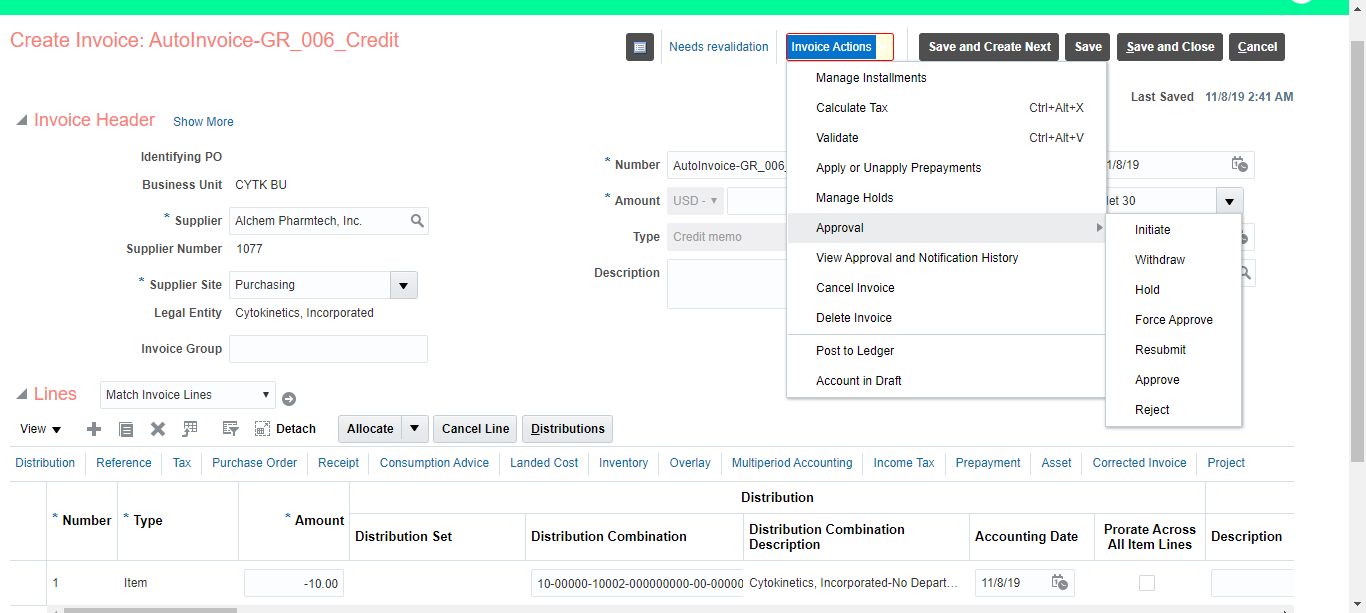 Create Invoice: AutoInvoice-GR_006_Credit
Needs revalidation
Invoice Actions
Save and Create Next
Save
Save and Close
Cancel
Manage Installments
Calculate Tax Ctrl+Alt+X
Validate Ctrl+Alt+V
Apply or Unapply Prepayments
Manage Holds
Approval
View Approval and Notification History
Cancel Invoice
Delete Invoice
Post to Ledger
Account in Draft
Initiate
Withdraw
Hold
Force Approve
Resubmit
Approve
Reject
Last Saved 11/8/19 2:41 AM
Invoice Header Show More
Identifying PO
Business Unit CYTK BU
* Supplier Alchem Pharmtech, Inc.
Supplier Number 1077
* Supplier Site Purchasing
Legal Entity Cytokinetics, Incorporated
Invoice Group
* Number AutoInvoice-GR_006_
* Amount USD -
Type Credit memo
Description
1/8/19
et 30
Lines Match Invoice Lines
View Detach Allocate Cancel Line Distributions
Distribution Reference Tax Purchase Order Receipt Consumption Advice Landed Cost Inventory Overlay Multiperiod Accounting Income Tax Prepayment Asset Corrected Invoice Project
Distribution
* Number * Type * Amount Distribution Set Distribution Combination Distribution Combination Description Accounting Date Prorate Across All Item Lines Description
1 Item -10.00 10-00000-10002-000000000-00-00000 Cytokinetics, Incorporated-No Depart... 11/8/19